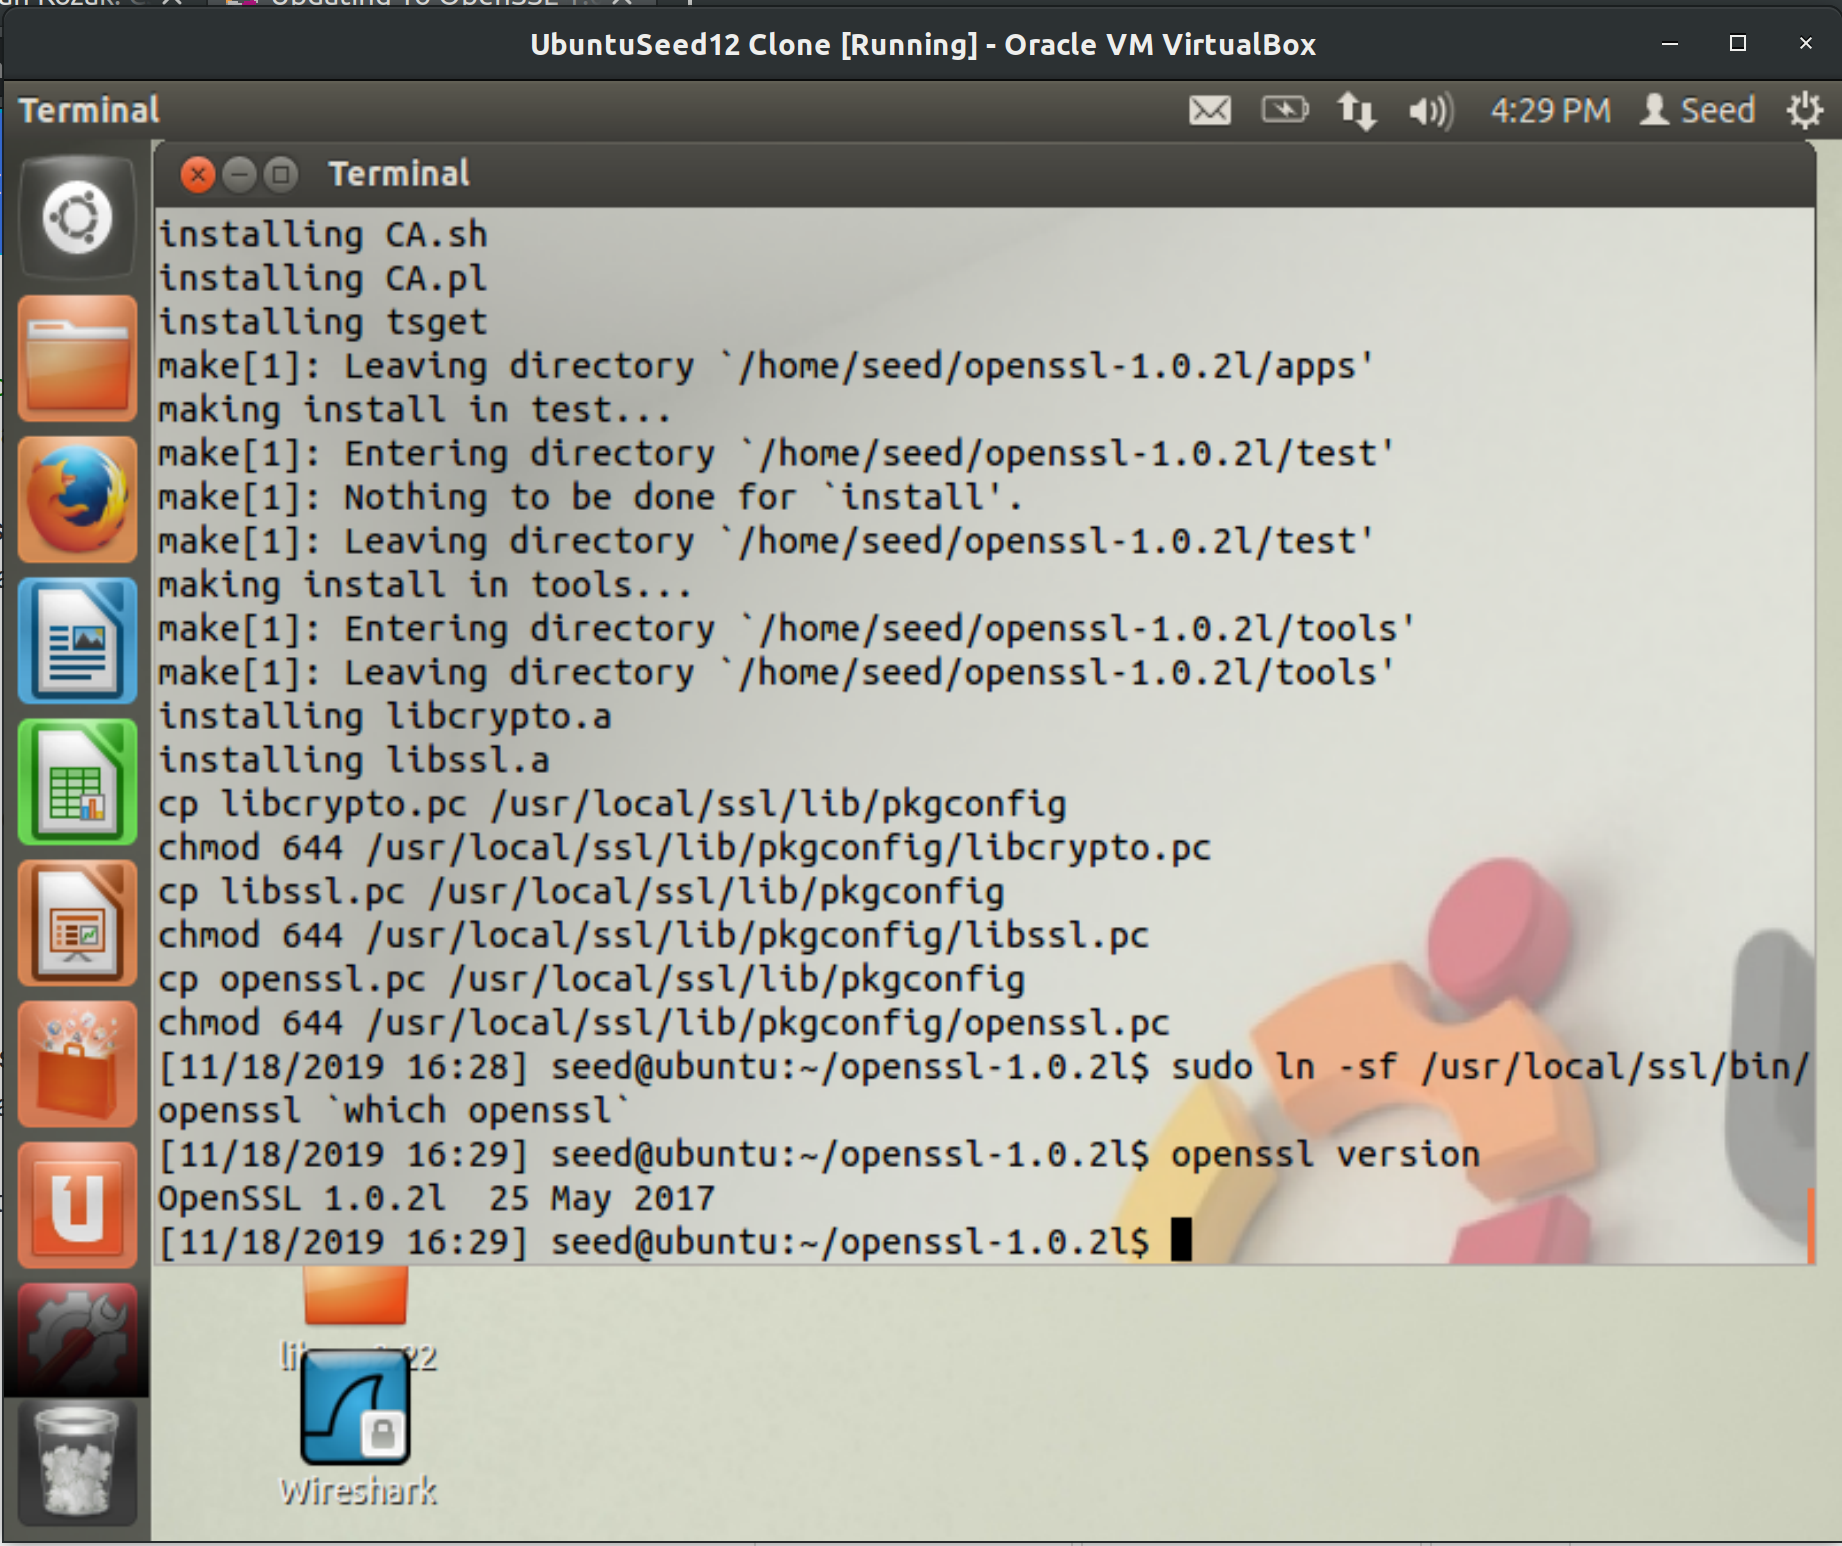 UbuntuSeed12 Clone [Running] - Oracle VM VirtualBox
Terminal 4:29 PM Seed
Terminal
installing CA.sh
installing CA.pl
installing tsget
make[1]: Leaving directory `/home/seed/openssl-1.0.2l/apps'
making install in test...
make[1]: Entering directory `/home/seed/openssl-1.0.2l/test'
make[1]: Nothing to be done for `install'.
make[1]: Leaving directory `/home/seed/openssl-1.0.2l/test'
making install in tools...
make[1]: Entering directory `/home/seed/openssl-1.0.2l/tools'
make[1]: Leaving directory `/home/seed/openssl-1.0.2l/tools'
installing libcrypto.a
installing libssl.a
cp libcrypto.pc /usr/local/ssl/lib/pkgconfig
chmod 644 /usr/local/ssl/lib/pkgconfig/libcrypto.pc
cp libssl.pc /usr/local/ssl/lib/pkgconfig
chmod 644 /usr/local/ssl/lib/pkgconfig/libssl.pc
cp openssl.pc /usr/local/ssl/lib/pkgconfig
chmod 644 /usr/local/ssl/lib/pkgconfig/openssl.pc
[11/18/2019 16:28] seed@ubuntu:~/openssl-1.0.2l$ sudo ln -sf /usr/local/ssl/bin/
openssl `which openssl`
[11/18/2019 16:29] seed@ubuntu:~/openssl-1.0.2l$ openssl version
OpenSSL 1.0.2l  25 May 2017
[11/18/2019 16:29] seed@ubuntu:~/openssl-1.0.2l$
Wireshark